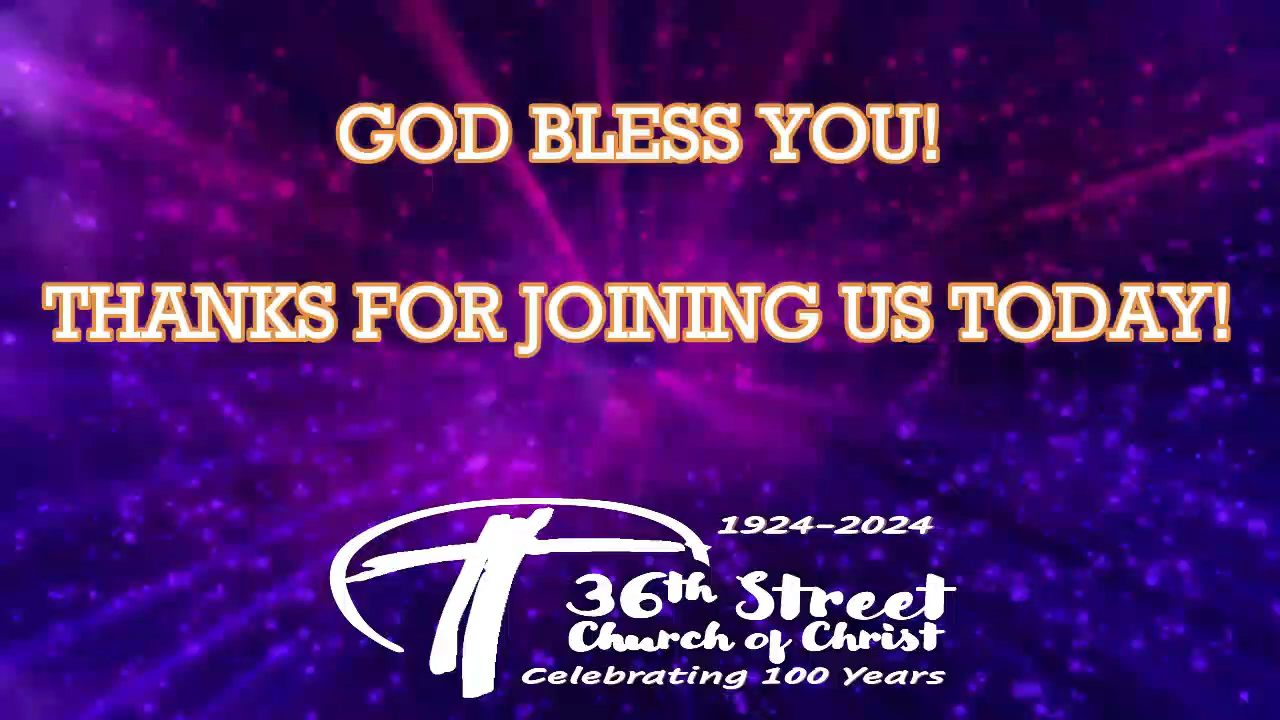 GOD BLESS YOU!
THANKS FOR JOINING US TODAY!
1924-2024
36th Street
Church of Christ
Celebrating 100 Years